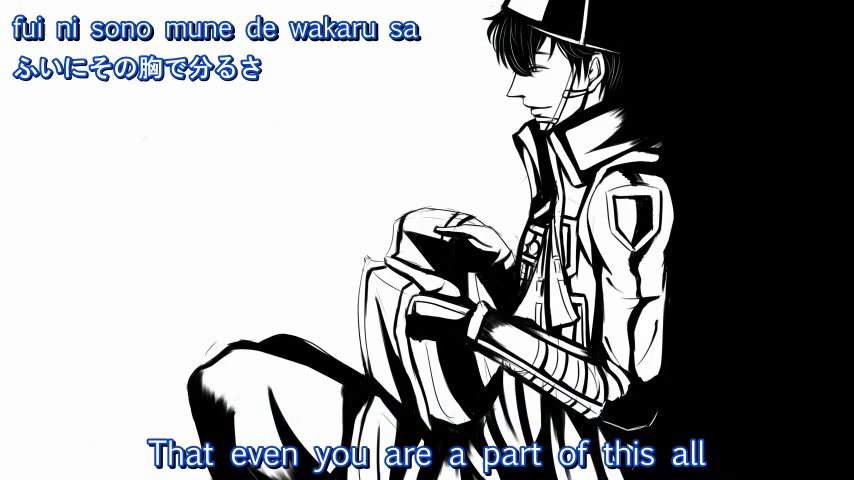 fui ni sono mune de wakaru sa
ふいにその胸で分るさ
That even you are a part of this all